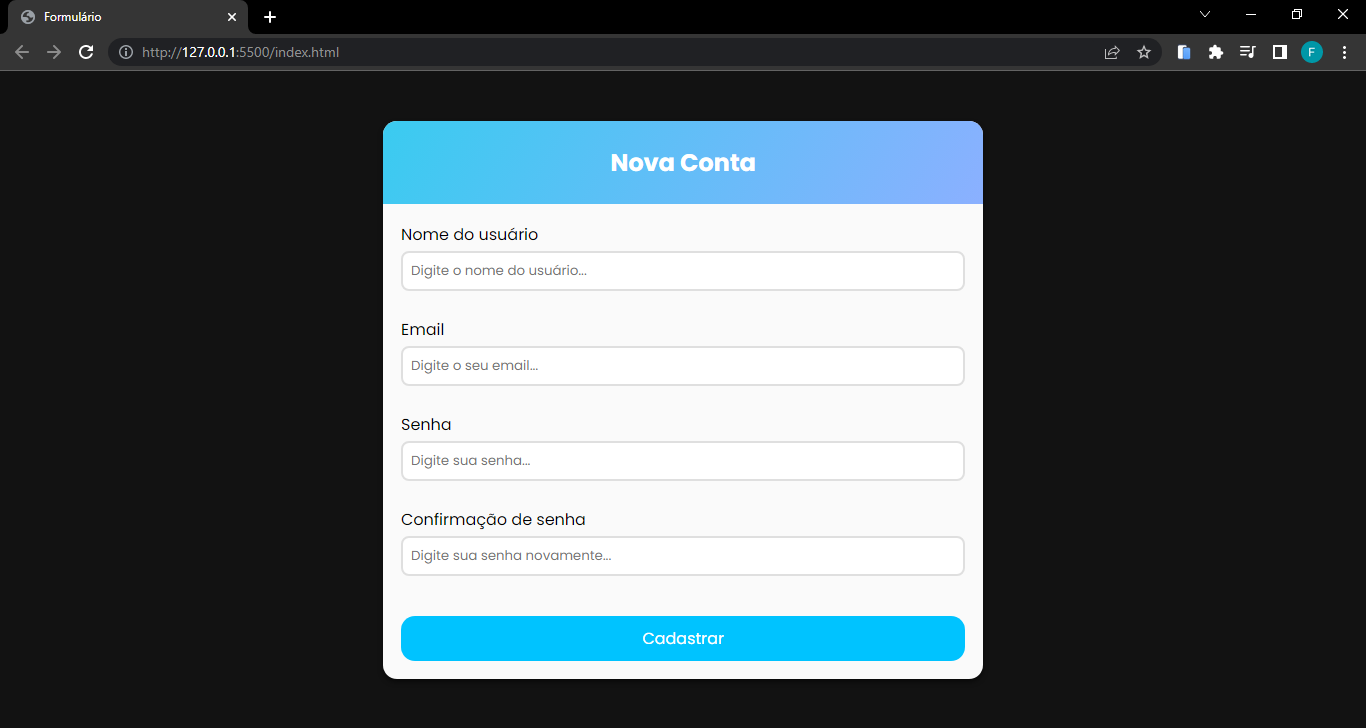 Formulário
http://127.0.0.1:5500/index.html
F
Nova Conta
Nome do usuário
Digite o nome do usuário...
Email
Digite o seu email...
Senha
Digite sua senha...
Confirmação de senha
Digite sua senha novamente...
Cadastrar